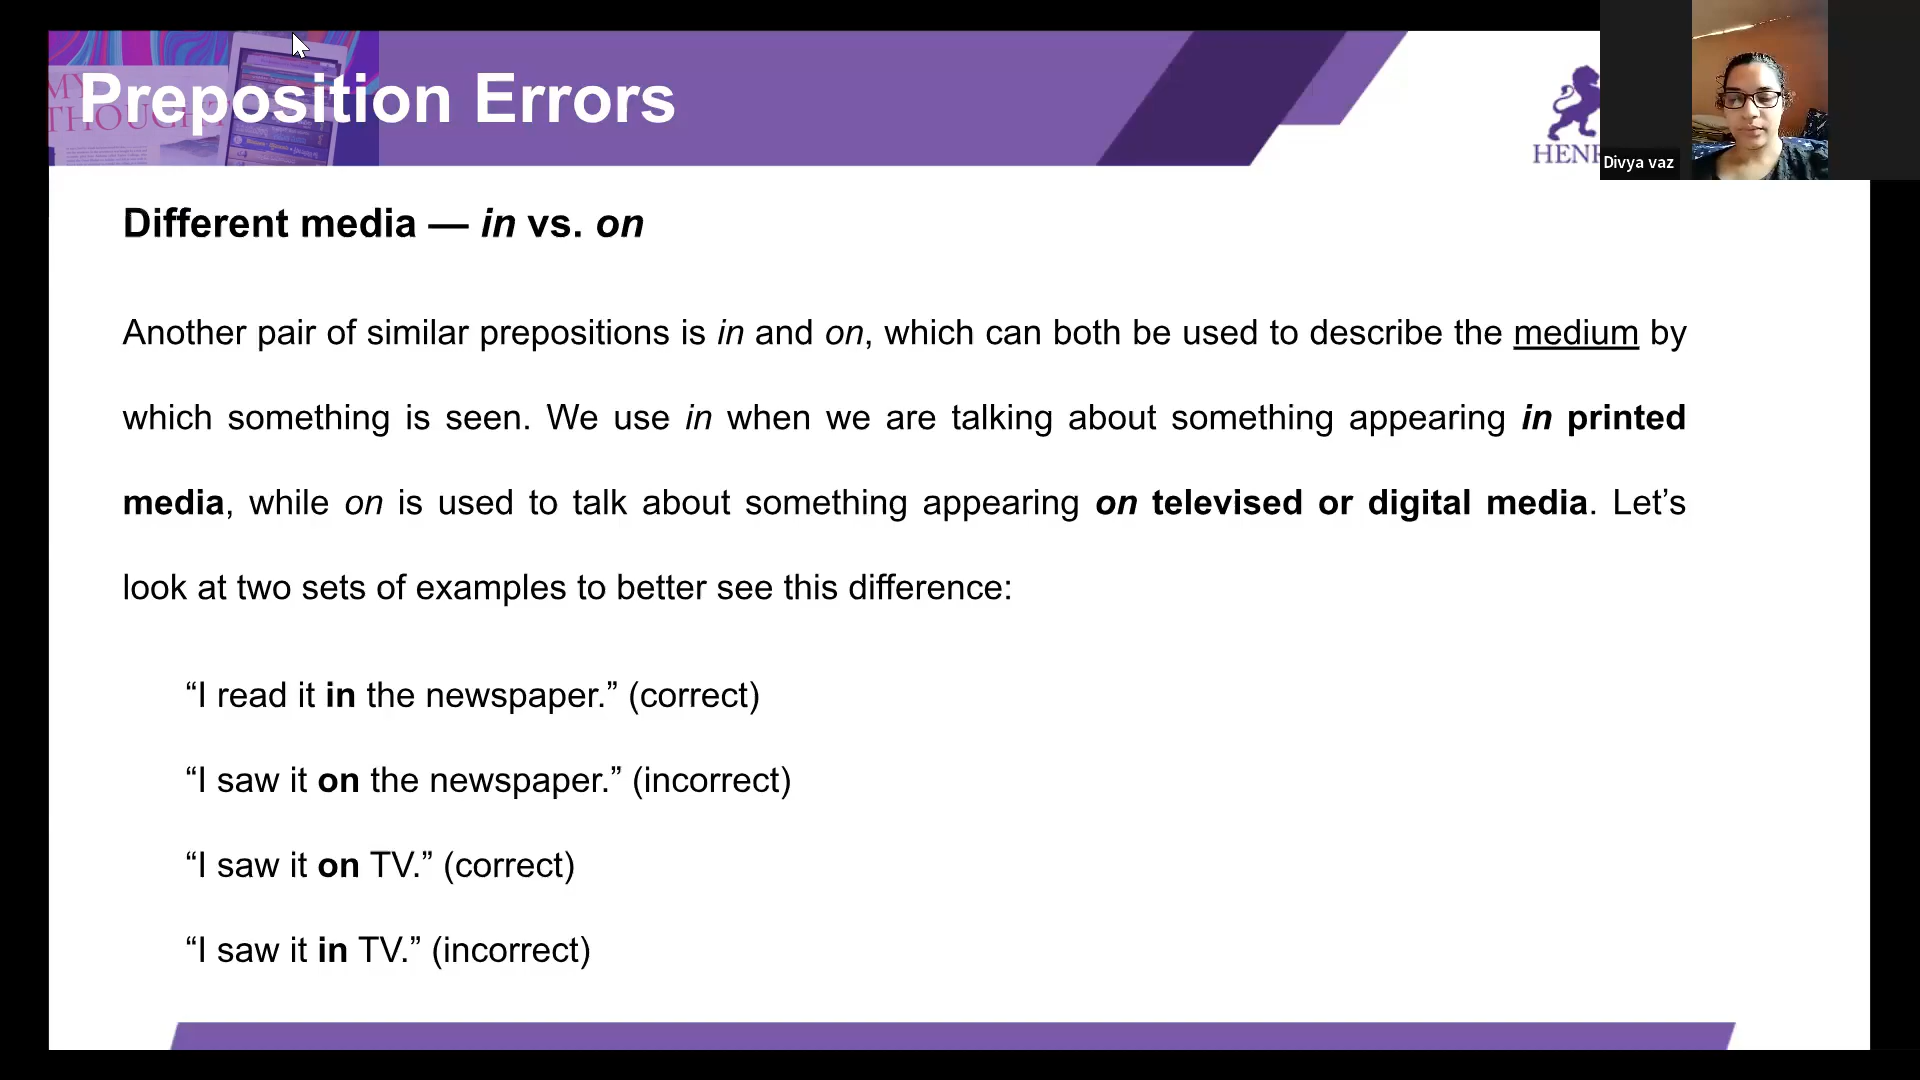 MY
THOUGHT
Preposition Errors
HENR
Divya vaz
Different media — in vs. on
Another pair of similar prepositions is in and on, which can both be used to describe the medium by
which something is seen. We use in when we are talking about something appearing in printed
media, while on is used to talk about something appearing on televised or digital media. Let’s
look at two sets of examples to better see this difference:
“I read it in the newspaper.” (correct)
“I saw it on the newspaper.” (incorrect)
“I saw it on TV.” (correct)
“I saw it in TV.” (incorrect)